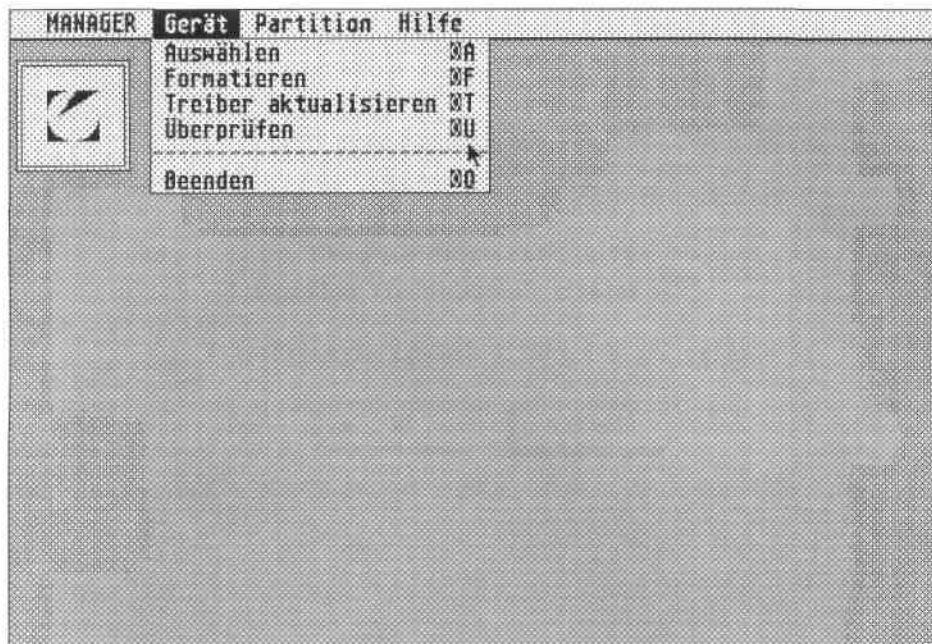 MANAGER Gerät Partition Hilfe
Auswählen ⌧A
Formatieren ⌧F
Treiber aktualisieren ⌧T
Überprüfen ⌧U
Beenden ⌧Q